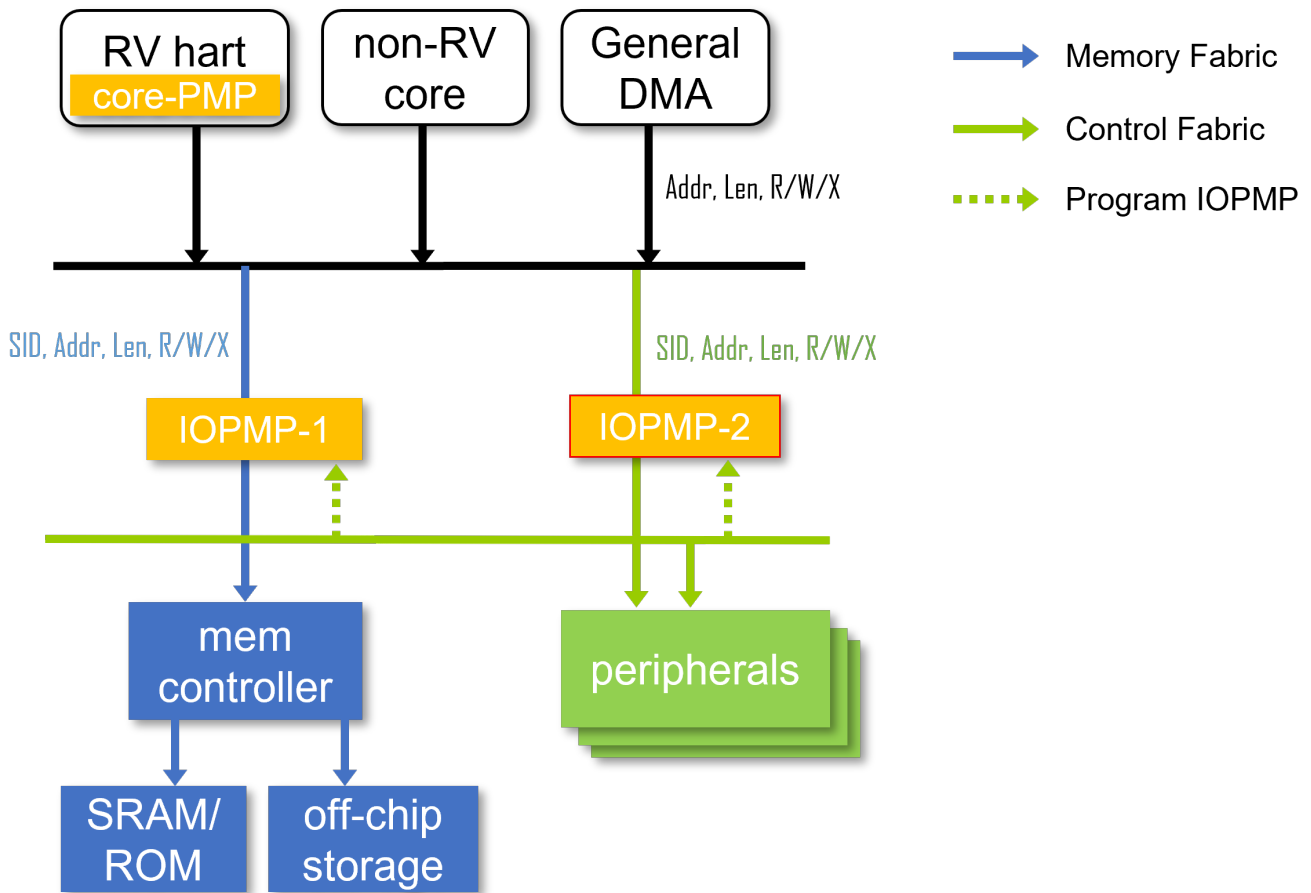 RV hart
core-PMP
non-RV
core
General
DMA
Memory Fabric
Control Fabric
Program IOPMP
Addr, Len, R/W/X
SID, Addr, Len, R/W/X
SID, Addr, Len, R/W/X
IOPMP-1
IOPMP-2
mem
controller
peripherals
SRAM/
ROM
off-chip
storage